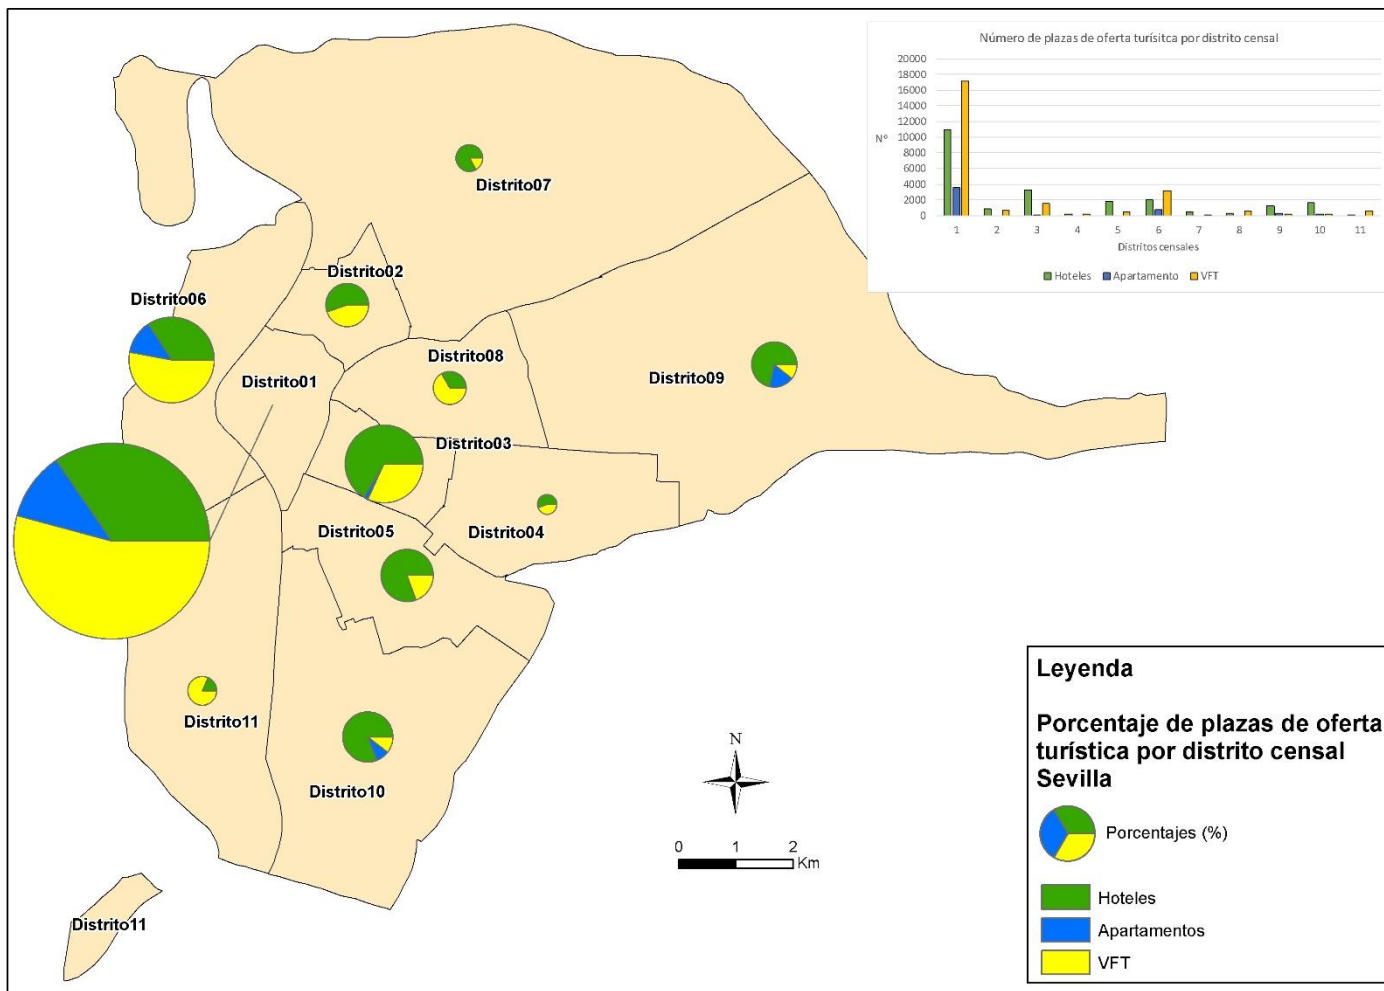 Número de plazas de oferta turísitca por distrito censal
20000
18000
16000
14000
12000
10000
8000
6000
4000
2000
0
Nº
1 2 3 4 5 6 7 8 9 10 11
Distritos censales
Hoteles Apartamento VFT
Distrito07
Distrito02
Distrito06
Distrito08
Distrito01
Distrito09
Distrito03
Distrito05
Distrito04
Distrito11
Distrito10
Distrito11
N
0 1 2
Km
Leyenda
Porcentaje de plazas de oferta
turística por distrito censal
Sevilla
Porcentajes (%)
Hoteles
Apartamentos
VFT